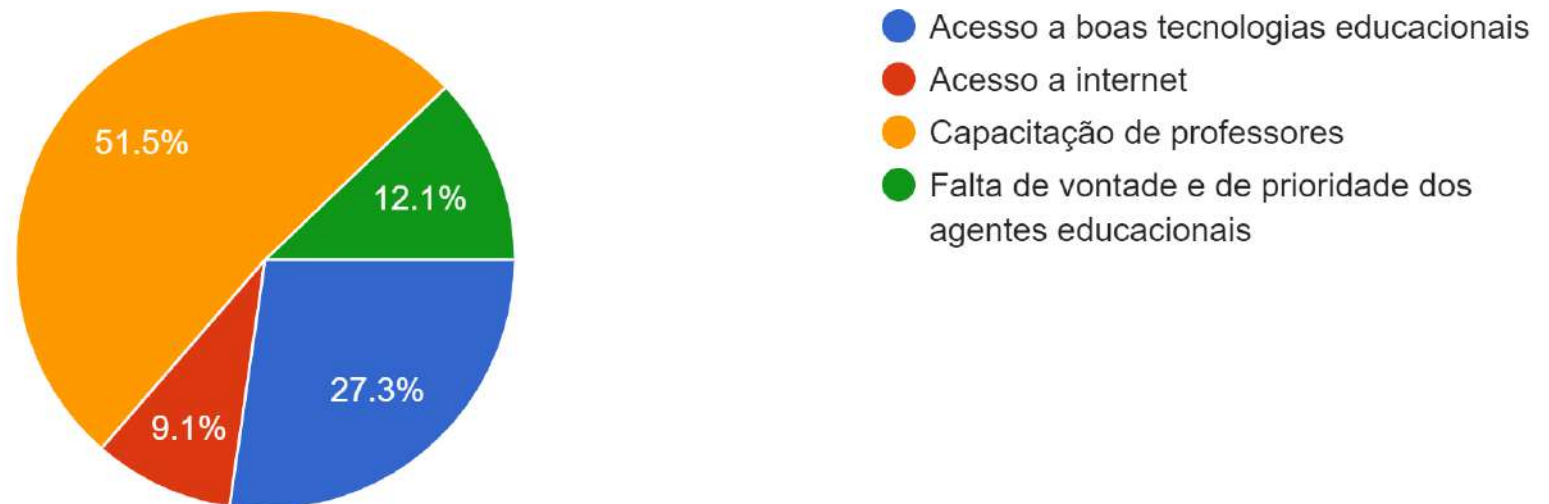 51.5%
12.1%
27.3%
9.1%
Acesso a boas tecnologias educacionais
Acesso a internet
Capacitação de professores
Falta de vontade e de prioridade dos
agentes educacionais